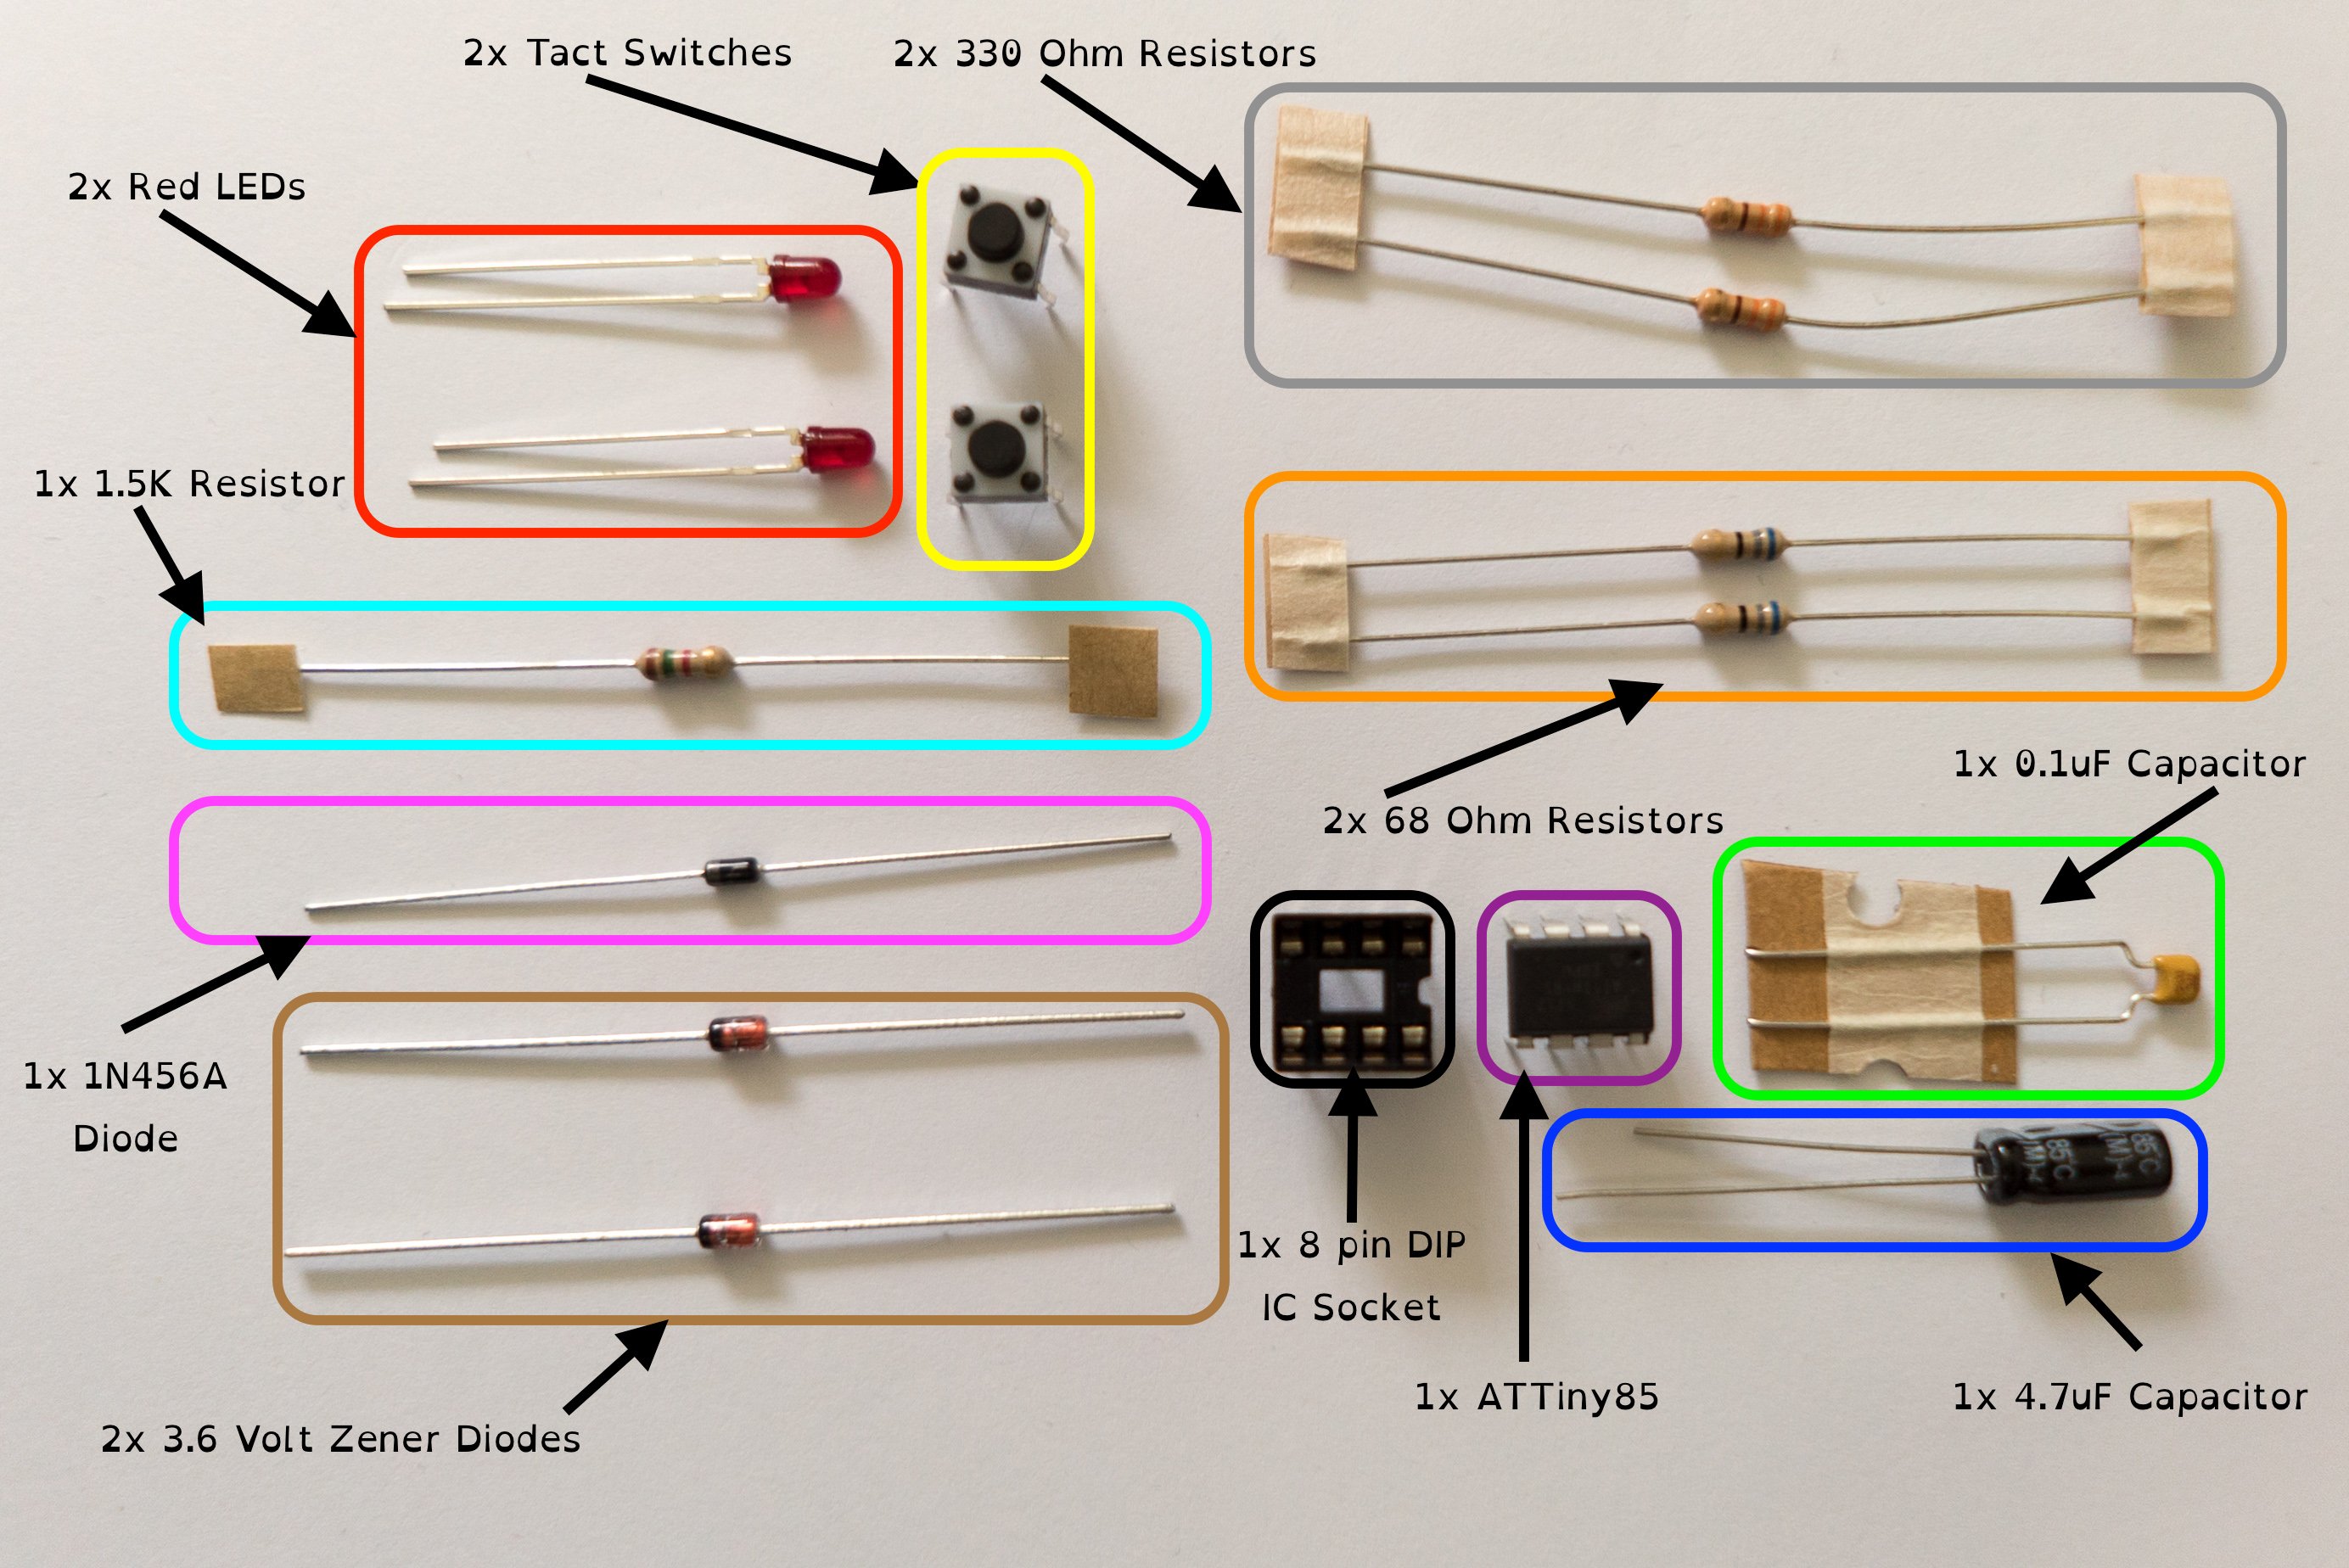 2x Tact Switches
2x 330 Ohm Resistors
2x Red LEDs
1x 1.5K Resistor
2x 68 Ohm Resistors
1x 0.1uF Capacitor
1x 1N456A
Diode
85°C
85°C
1x 8 pin DIP
IC Socket
1x ATTiny85
1x 4.7uF Capacitor
2x 3.6 Volt Zener Diodes